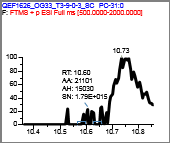 QEF1626_OG33_T3-9-0-3_SC PC-31:0
F: FTMS + p ESI Full ms [500.0000-2000.0000]
10.73
100
80
60
40
20
0
RT: 10.60
AA: 21101
AH: 15030
SN: 1.79E+015
10.4 10.5 10.6 10.7 10.8